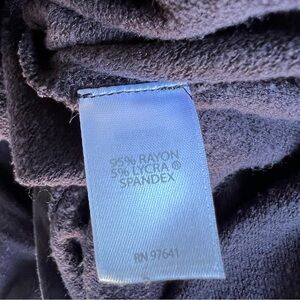 95% RAYON
5% LYCRA ®
SPANDEX
RN 97641